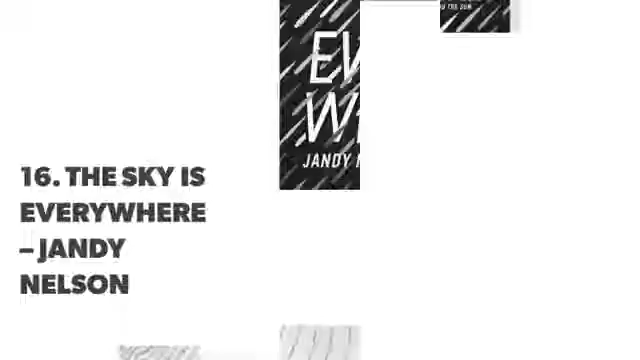 EV
W
JANDY
16. THE SKY IS
EVERYWHERE
– JANDY
NELSON